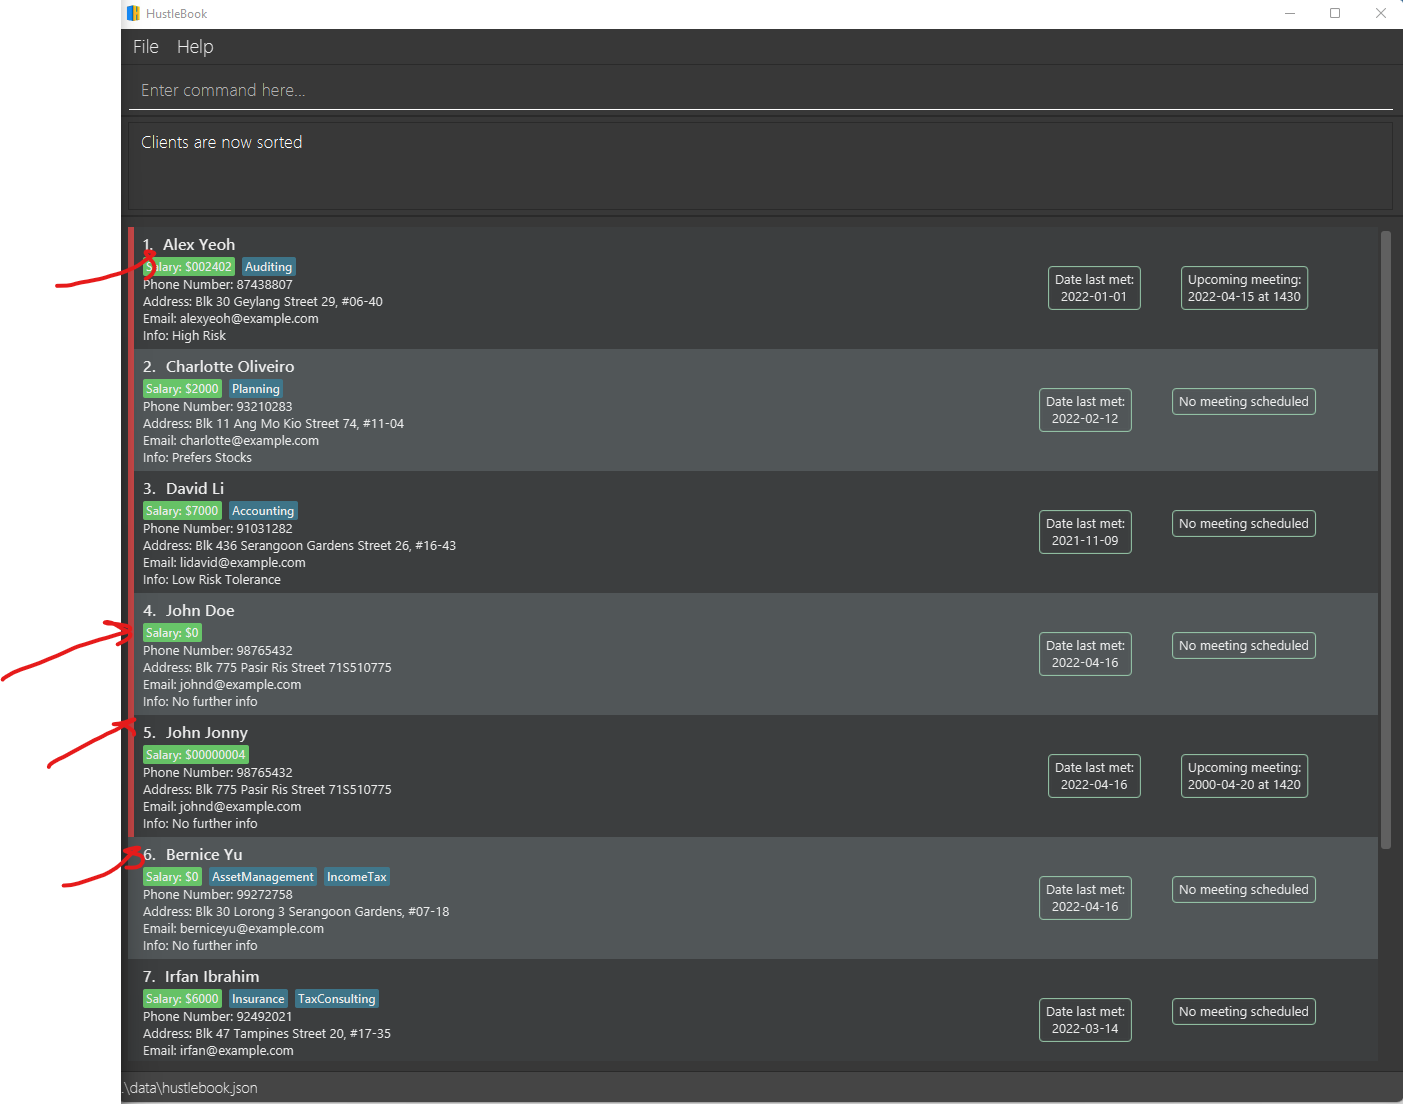 HustleBook
File Help
Enter command here...
Clients are now sorted
1. Alex Yeoh
Salary: $002402 Auditing
Phone Number: 87438807
Address: Blk 30 Geylang Street 29, #06-40
Email: alexyeoh@example.com
Info: High Risk
Date last met:
2022-01-01
Upcoming meeting:
2022-04-15 at 1430
2. Charlotte Oliveiro
Salary: $2000 Planning
Phone Number: 93210283
Address: Blk 11 Ang Mo Kio Street 74, #11-04
Email: charlotte@example.com
Info: Prefers Stocks
Date last met:
2022-02-12
No meeting scheduled
3. David Li
Salary: $7000 Accounting
Phone Number: 91031282
Address: Blk 436 Serangoon Gardens Street 26, #16-43
Email: lidavid@example.com
Info: Low Risk Tolerance
Date last met:
2021-11-09
No meeting scheduled
4. John Doe
Salary: $0
Phone Number: 98765432
Address: Blk 775 Pasir Ris Street 71S510775
Email: johnd@example.com
Info: No further info
Date last met:
2022-04-16
No meeting scheduled
5. John Jonny
Salary: $00000004
Phone Number: 98765432
Address: Blk 775 Pasir Ris Street 71S510775
Email: johnd@example.com
Info: No further info
Date last met:
2022-04-16
Upcoming meeting:
2000-04-20 at 1420
6. Bernice Yu
Salary: $0 AssetManagement IncomeTax
Phone Number: 99272758
Address: Blk 30 Lorong 3 Serangoon Gardens, #07-18
Email: berniceyu@example.com
Info: No further info
Date last met:
2022-04-16
No meeting scheduled
7. Irfan Ibrahim
Salary: $6000 Insurance TaxConsulting
Phone Number: 92492021
Address: Blk 47 Tampines Street 20, #17-35
Email: irfan@example.com
Date last met:
2022-03-14
No meeting scheduled
.\data\hustlebook.json